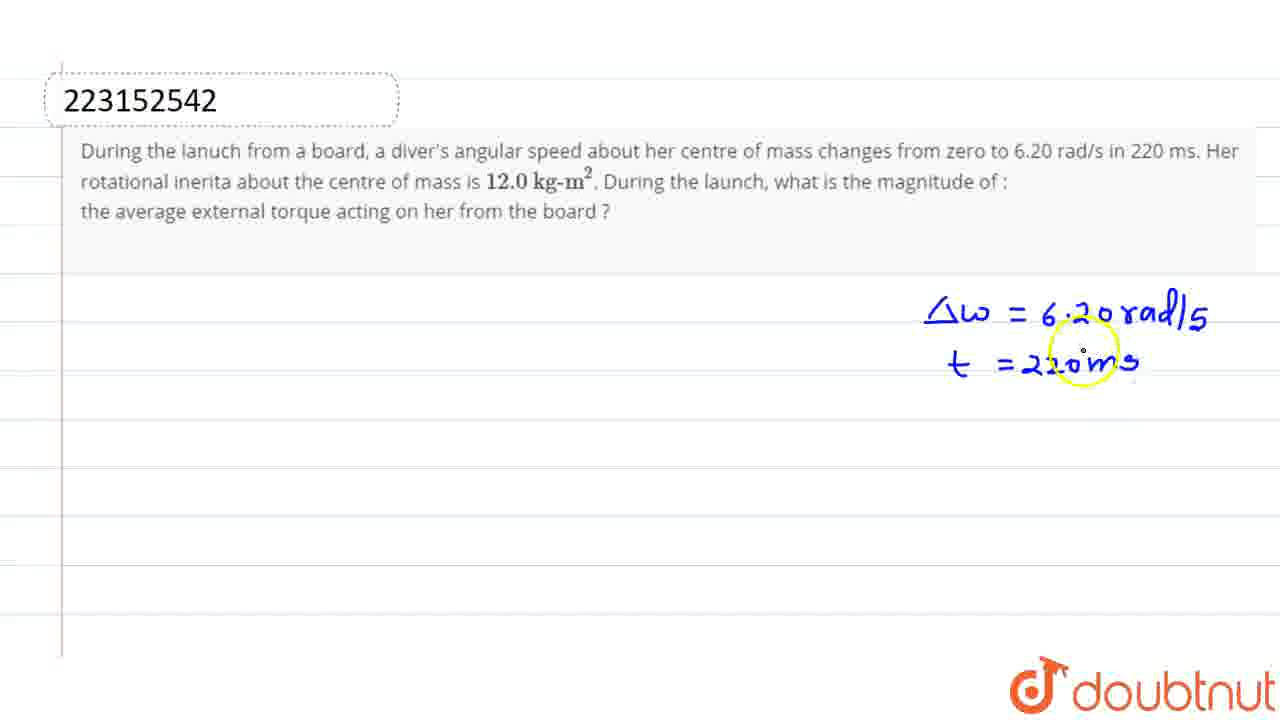 223152542
During the lanuch from a board, a diver's angular speed about her centre of mass changes from zero to 6.20 rad/s in 220 ms. Her
rotational inerita about the centre of mass is 12.0 kg-m². During the launch, what is the magnitude of :
the average external torque acting on her from the board ?
Δω = 6.20 rad/s
t = 220ms
doubtnut